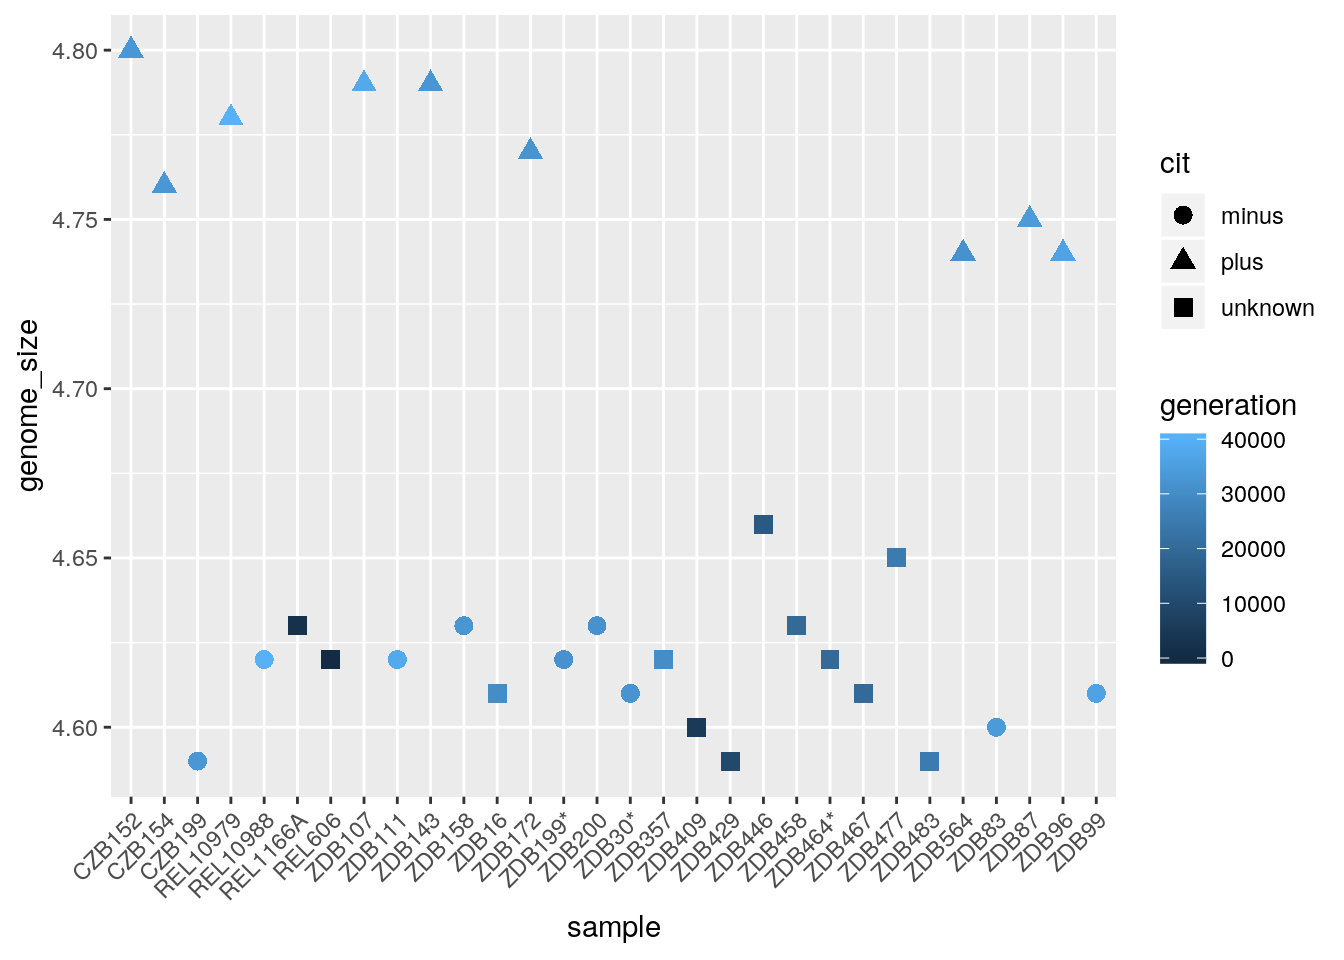 4.80
4.75
4.70
4.65
4.60
genome_size
CZB152
CZB154
CZB199
REL10979
REL10988
REL1166A
REL606
ZDB107
ZDB111
ZDB143
ZDB158
ZDB16
ZDB172
ZDB199*
ZDB200
ZDB30*
ZDB357
ZDB409
ZDB429
ZDB446
ZDB458
ZDB464*
ZDB467
ZDB477
ZDB483
ZDB564
ZDB83
ZDB87
ZDB96
ZDB99
sample
cit
minus
plus
unknown
generation
40000
30000
20000
10000
0